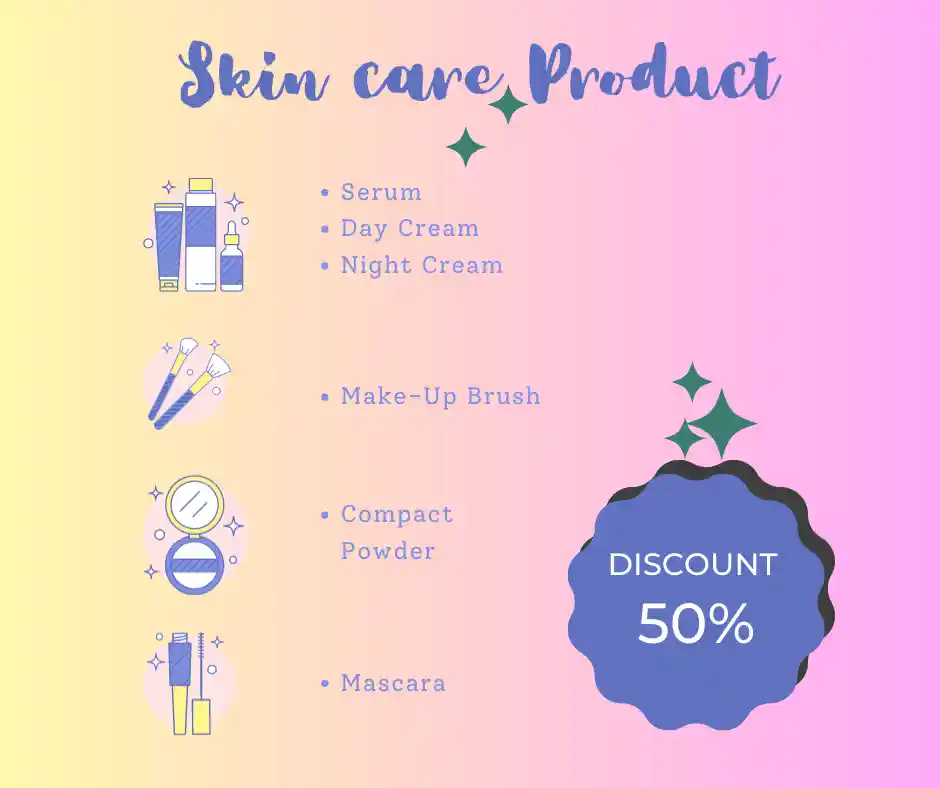 Skin care Product
• Serum
• Day Cream
• Night Cream
• Make-Up Brush
• Compact
Powder
• Mascara
DISCOUNT
50%